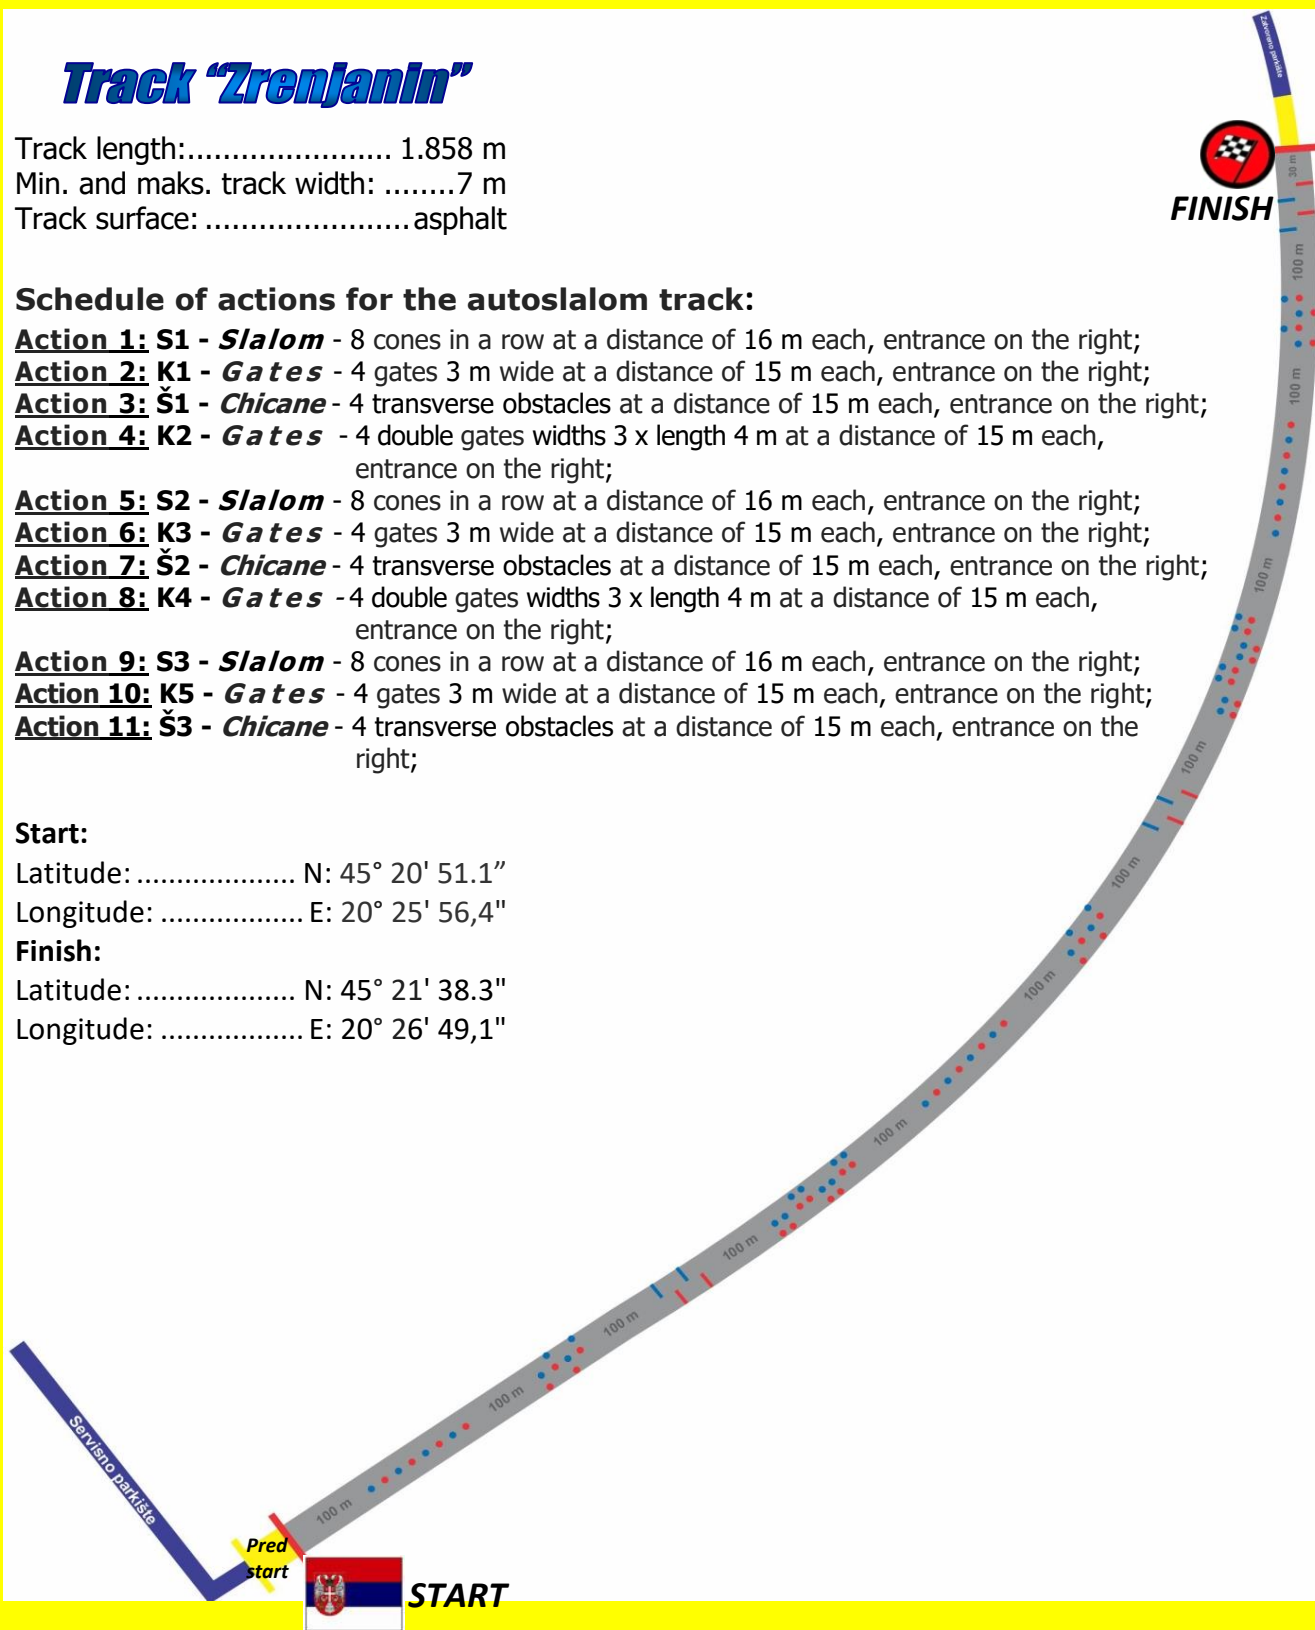 Zatvoreno parkište
Track “Zrenjanin”
Track length:....................... 1.858 m
Min. and maks. track width: ........7 m
Track surface: .......................asphalt
FINISH
30 m
100 m
Schedule of actions for the autoslalom track:
Action 1: S1 - Slalom - 8 cones in a row at a distance of 16 m each, entrance on the right;
Action 2: K1 - Gates - 4 gates 3 m wide at a distance of 15 m each, entrance on the right;
Action 3: Š1 - Chicane - 4 transverse obstacles at a distance of 15 m each, entrance on the right;
Action 4: K2 - Gates - 4 double gates widths 3 x length 4 m at a distance of 15 m each,
entrance on the right;
Action 5: S2 - Slalom - 8 cones in a row at a distance of 16 m each, entrance on the right;
Action 6: K3 - Gates - 4 gates 3 m wide at a distance of 15 m each, entrance on the right;
Action 7: Š2 - Chicane - 4 transverse obstacles at a distance of 15 m each, entrance on the right;
Action 8: K4 - Gates - 4 double gates widths 3 x length 4 m at a distance of 15 m each,
entrance on the right;
Action 9: S3 - Slalom - 8 cones in a row at a distance of 16 m each, entrance on the right;
Action 10: K5 - Gates - 4 gates 3 m wide at a distance of 15 m each, entrance on the right;
Action 11: Š3 - Chicane - 4 transverse obstacles at a distance of 15 m each, entrance on the
right;
100 m
100 m
100 m
100 m
100 m
Start:
Latitude: .................... N: 45° 20' 51.1”
Longitude: .................. E: 20° 25' 56,4"
Finish:
Latitude: .................... N: 45° 21' 38.3"
Longitude: .................. E: 20° 26' 49,1"
100 m
100 m
100 m
100 m
100 m
Servisno parkište
Pred
start
START